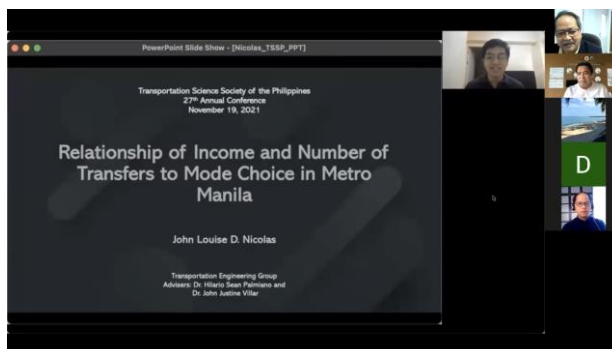 PowerPoint Slide Show - [Nicolas_TSSP_PPT]
Transportation Science Society of the Philippines
27th Annual Conference
November 19, 2021
Relationship of Income and Number of
Transfers to Mode Choice in Metro
Manila
John Louise D. Nicolas
Transportation Engineering Group
Advisers: Dr. Hilario Sean Palmiano and
Dr. John Justine Villar
D